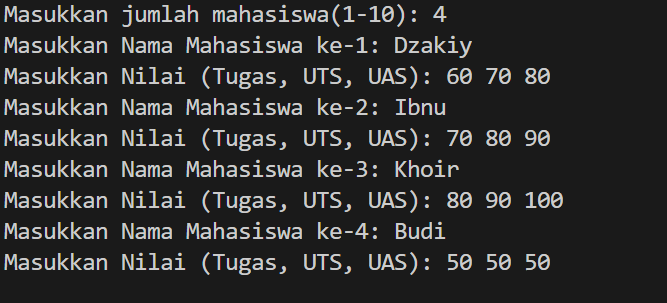 Masukkan jumlah mahasiswa(1-10): 4
Masukkan Nama Mahasiswa ke-1: Dzakiy
Masukkan Nilai (Tugas, UTS, UAS): 60 70 80
Masukkan Nama Mahasiswa ke-2: Ibnu
Masukkan Nilai (Tugas, UTS, UAS): 70 80 90
Masukkan Nama Mahasiswa ke-3: Khoir
Masukkan Nilai (Tugas, UTS, UAS): 80 90 100
Masukkan Nama Mahasiswa ke-4: Budi
Masukkan Nilai (Tugas, UTS, UAS): 50 50 50